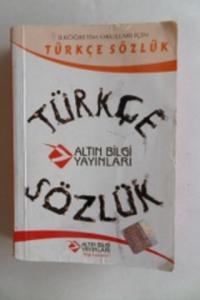 İLKÖĞRETİM OKULLARI İÇİN
TÜRKÇE SÖZLÜK
TÜRKÇE
ALTIN BİLGİ
YAYINLARI
SÖZLÜK
ALTIN BİLGİ
YAYINLARI